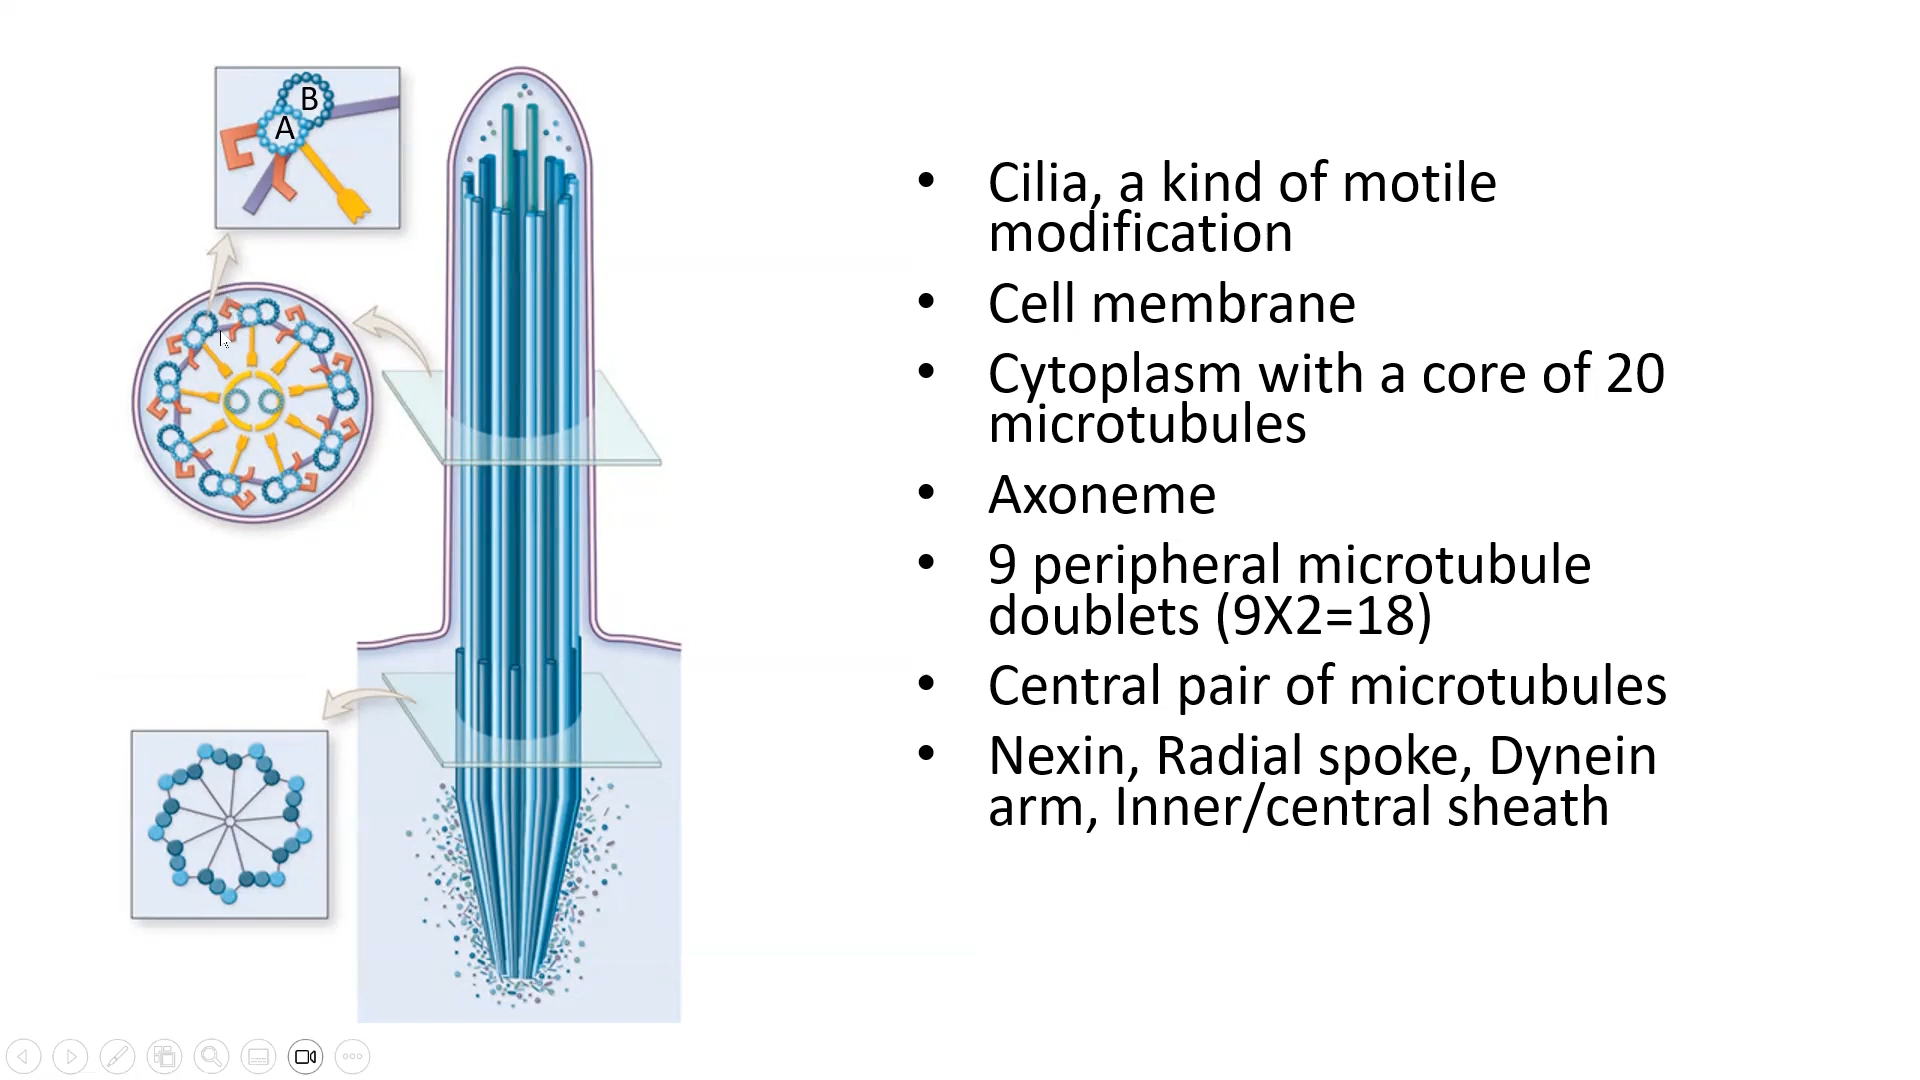 B
A
• Cilia, a kind of motile
modification
• Cell membrane
• Cytoplasm with a core of 20
microtubules
• Axoneme
• 9 peripheral microtubule
doublets (9X2=18)
• Central pair of microtubules
• Nexin, Radial spoke, Dynein
arm, Inner/central sheath